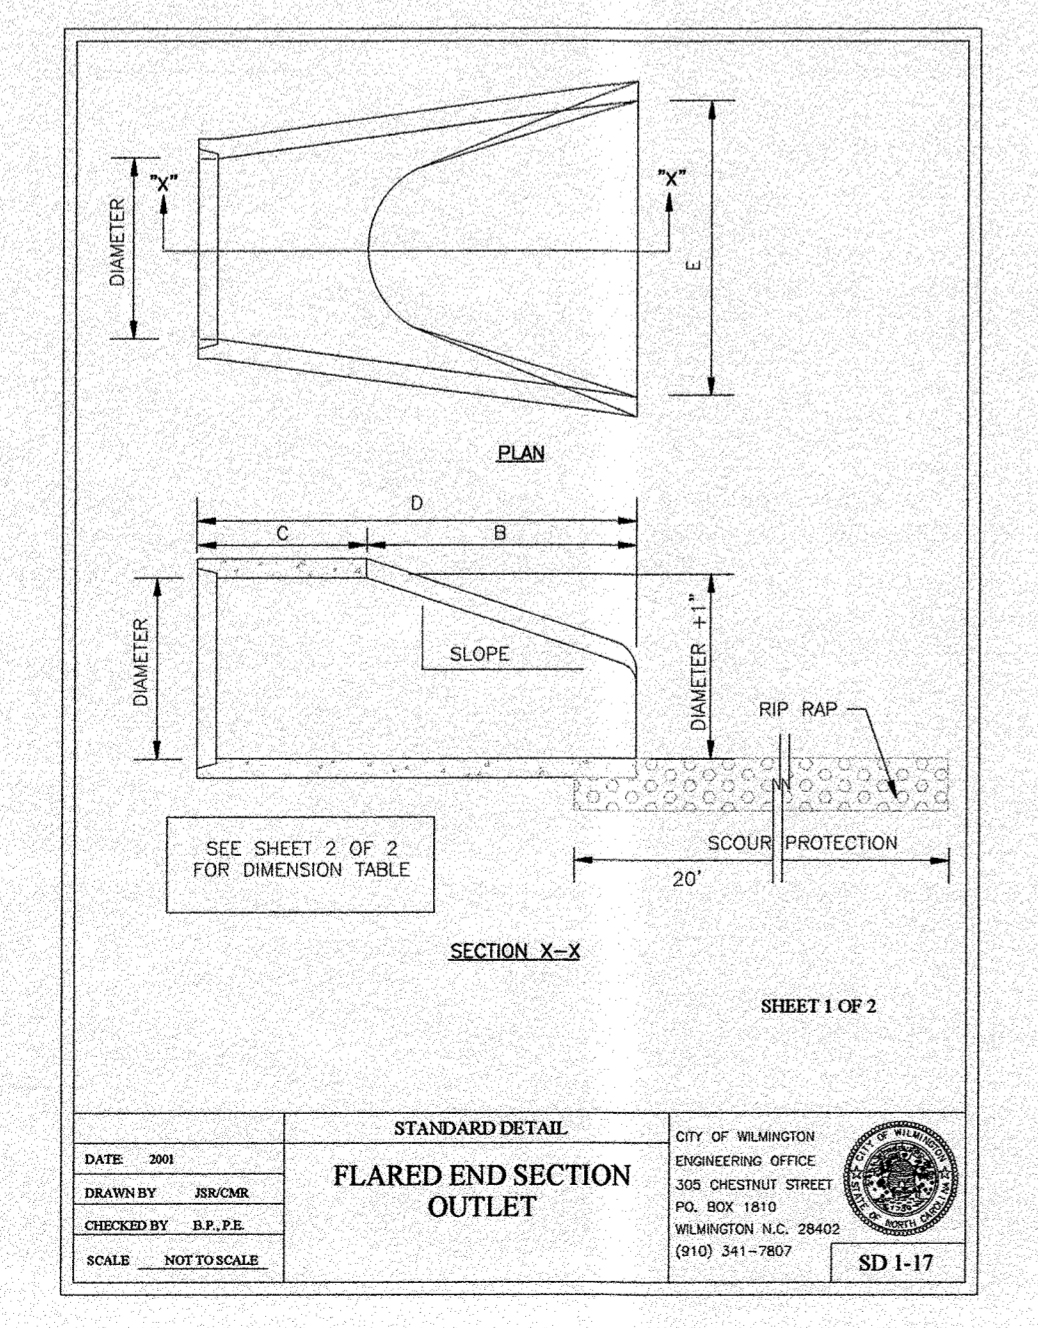 "X"
"X"
DIAMETER
E
PLAN
D
C
B
DIAMETER
SLOPE
DIAMETER +1"
RIP RAP
SCOUR PROTECTION
20'
SEE SHEET 2 OF 2
FOR DIMENSION TABLE
SECTION X-X
SHEET 1 OF 2
STANDARD DETAIL
FLARED END SECTION
OUTLET
DATE: 2001
DRAWN BY JSR/CMR
CHECKED BY B.P., P.E.
SCALE NOT TO SCALE
CITY OF WILMINGTON
ENGINEERING OFFICE
305 CHESTNUT STREET
PO. BOX 1810
WILMINGTON N.C. 28402
(910) 341-7807
CITY OF WILMINGTON
STATE OF NORTH CAROLINA
SD 1-17